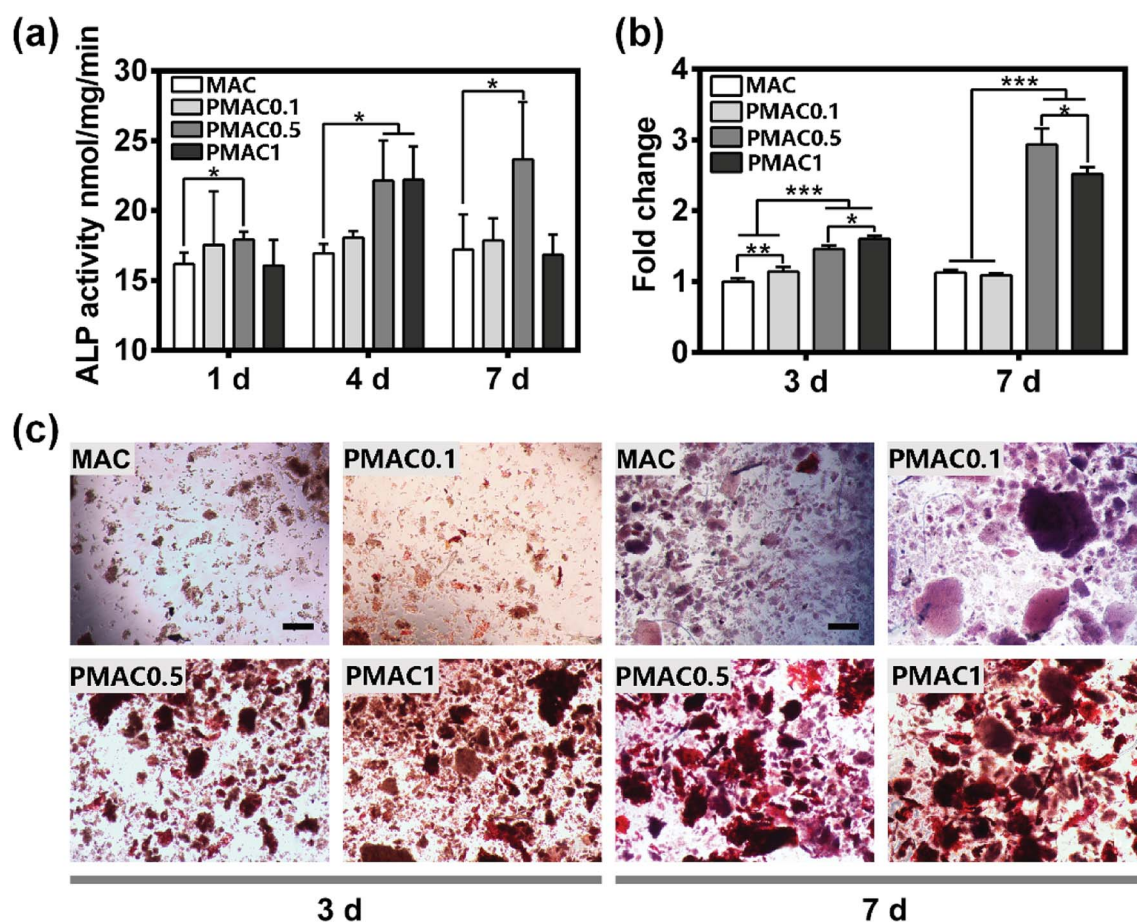 (a)
ALP activity nmol/mg/min
30
25
20
15
10
MAC
PMAC0.1
PMAC0.5
PMAC1
*
*
*
1 d
4 d
7 d
(b)
Fold change
4
3
2
1
0
MAC
PMAC0.1
PMAC0.5
PMAC1
***
**
*
***
*
3 d
7 d
(c)
MAC
PMAC0.1
MAC
PMAC0.1
PMAC0.5
PMAC1
PMAC0.5
PMAC1
3 d
7 d